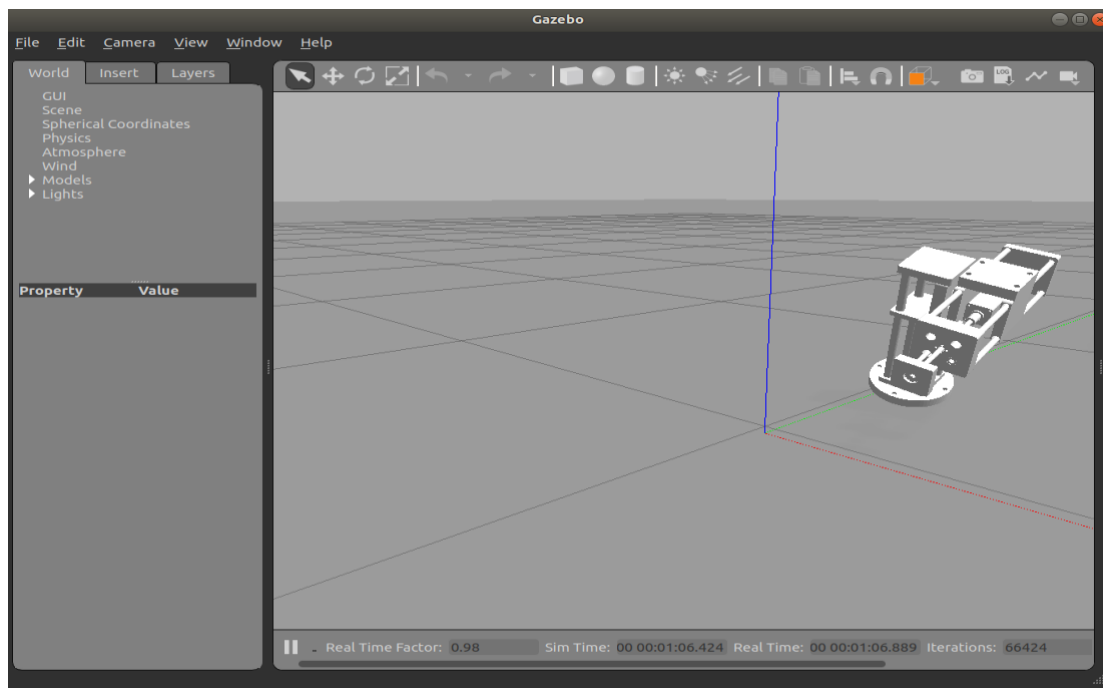 Gazebo
File Edit Camera View Window Help
World Insert Layers
GUI
Scene
Spherical Coordinates
Physics
Atmosphere
Wind
Models
Lights
Property Value
LOG
Real Time Factor: 0.98 Sim Time: 00 00:01:06.424 Real Time: 00 00:01:06.889 Iterations: 66424